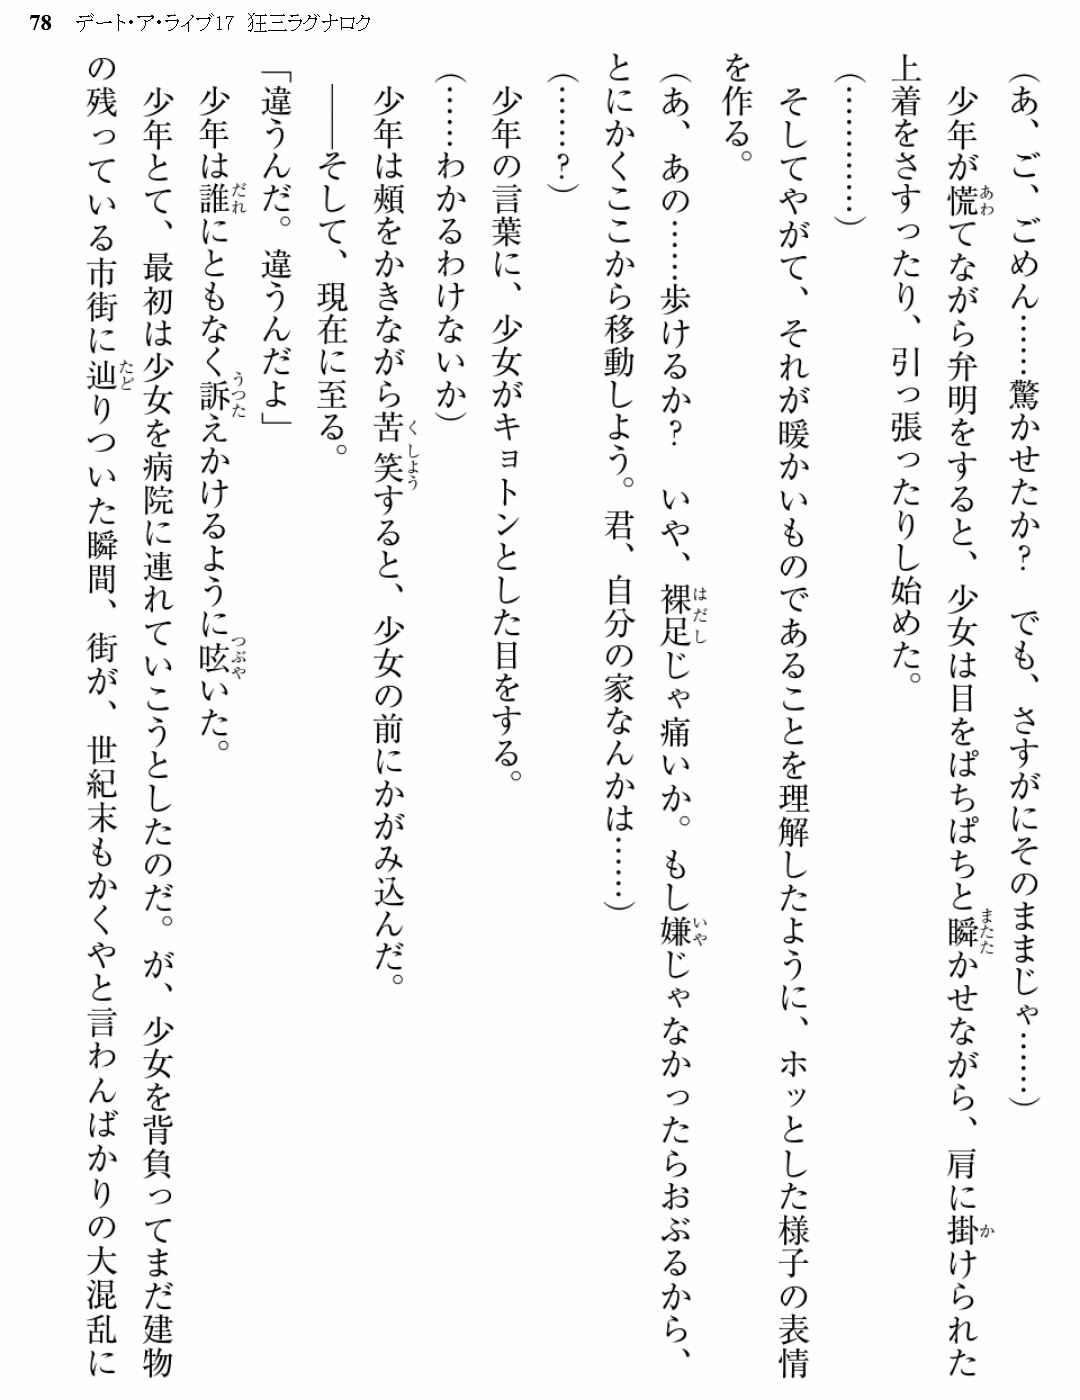 78 デート・ア・ライブ17 狂三ラグナロク
(あ、ご、ごめん……驚かせたか? でも、さすがにそのままじゃ……)
少年が慌てながら弁明をすると、少女は目をぱちぱちと瞬かせながら、肩に掛けられた
上着をさすったり、引っ張ったりし始めた。
(…………)
そしてやがて、それが暖かいものであることを理解したように、ホッとした様子の表情
を作る。
(あ、あの……歩けるか? いや、裸足じゃ痛いか。もし嫌じゃなかったらおぶるから、
とにかくここから移動しよう。君、自分の家なんかは……)
(……?)
少年の言葉に、少女がキョトンとした目をする。
(……わかるわけないか)
少年は頰をかきながら苦笑すると、少女の前にかがみ込んだ。
――そして、現在に至る。
「違うんだ。違うんだよ」
少年は誰にともなく訴えかけるように呟いた。
少年とて、最初は少女を病院に連れていこうとしたのだ。が、少女を背負ってまだ建物
の残っている市街に辿りついた瞬間、街が、世紀末もかくやと言わんばかりの大混乱に